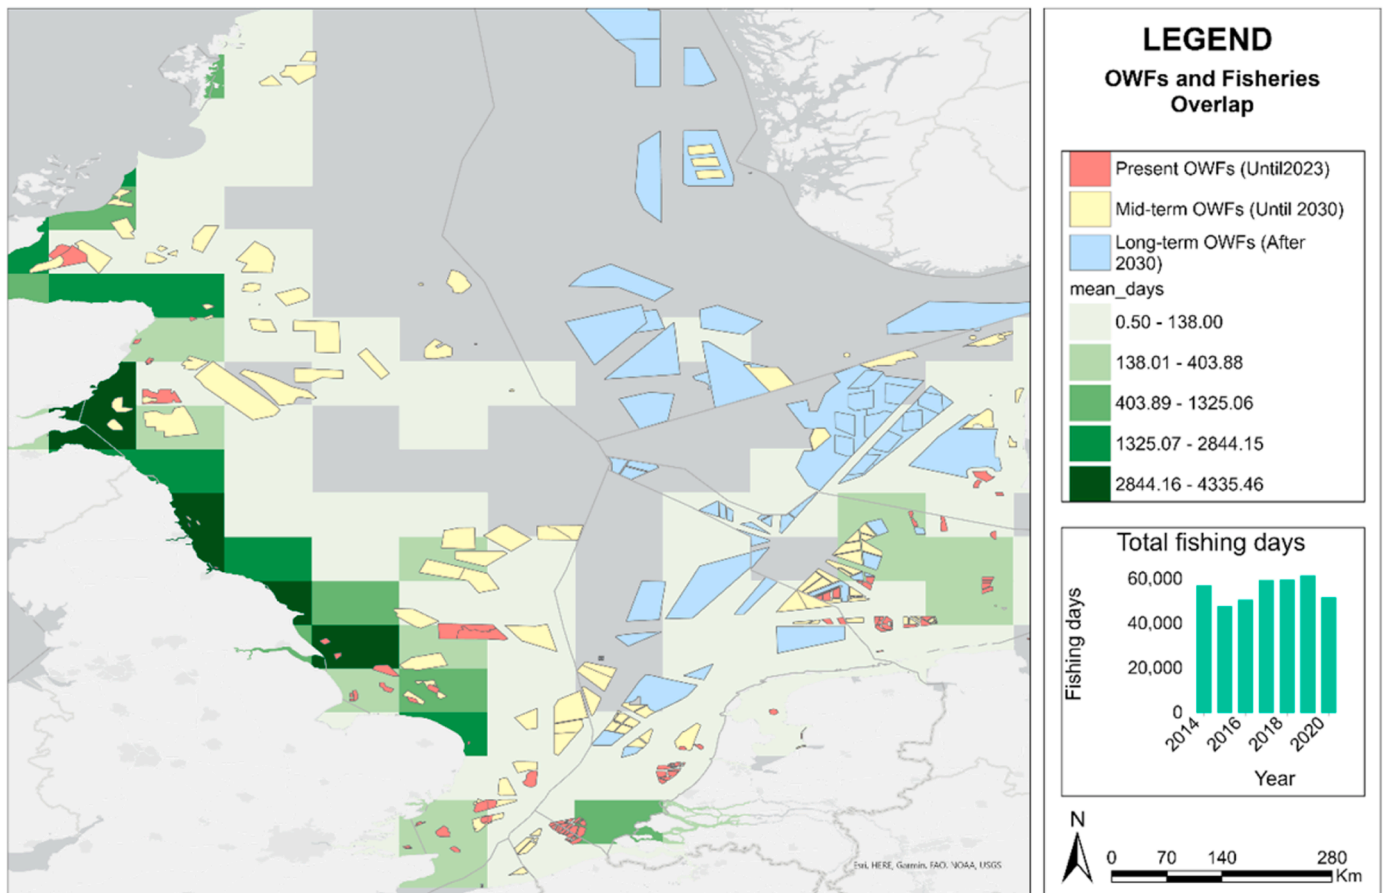 LEGEND
OWFs and Fisheries
Overlap
Present OWFs (Until2023)
Mid-term OWFs (Until 2030)
Long-term OWFs (After
2030)
mean_days
0.50 - 138.00
138.01 - 403.88
403.89 - 1325.06
1325.07 - 2844.15
2844.16 - 4335.46
Total fishing days
Fishing days
60,000
40,000
20,000
0
2014
2016
2018
2020
Year
N
0 70 140 280
Km
Esri, HERE, Garmin, FAO, NOAA, USGS